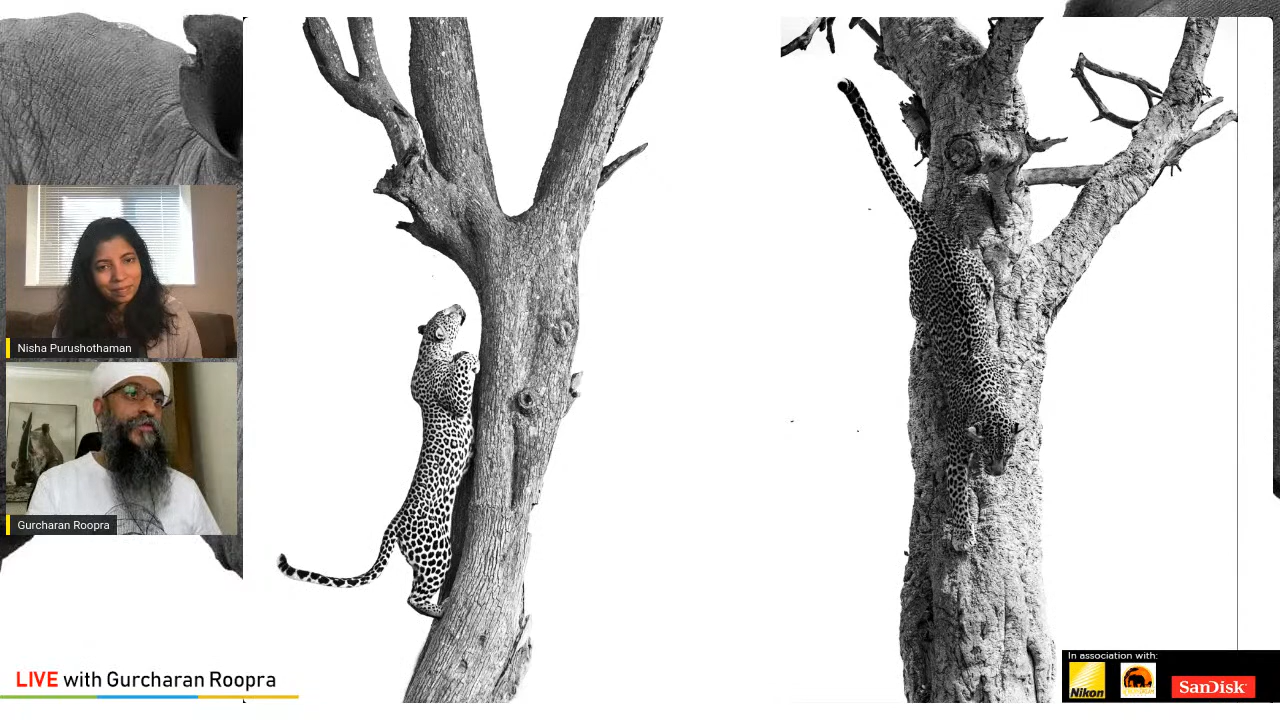 Nisha Purushothaman
Gurcharan Roopra
LIVE with Gurcharan Roopra
In association with:
Nikon
SanDisk